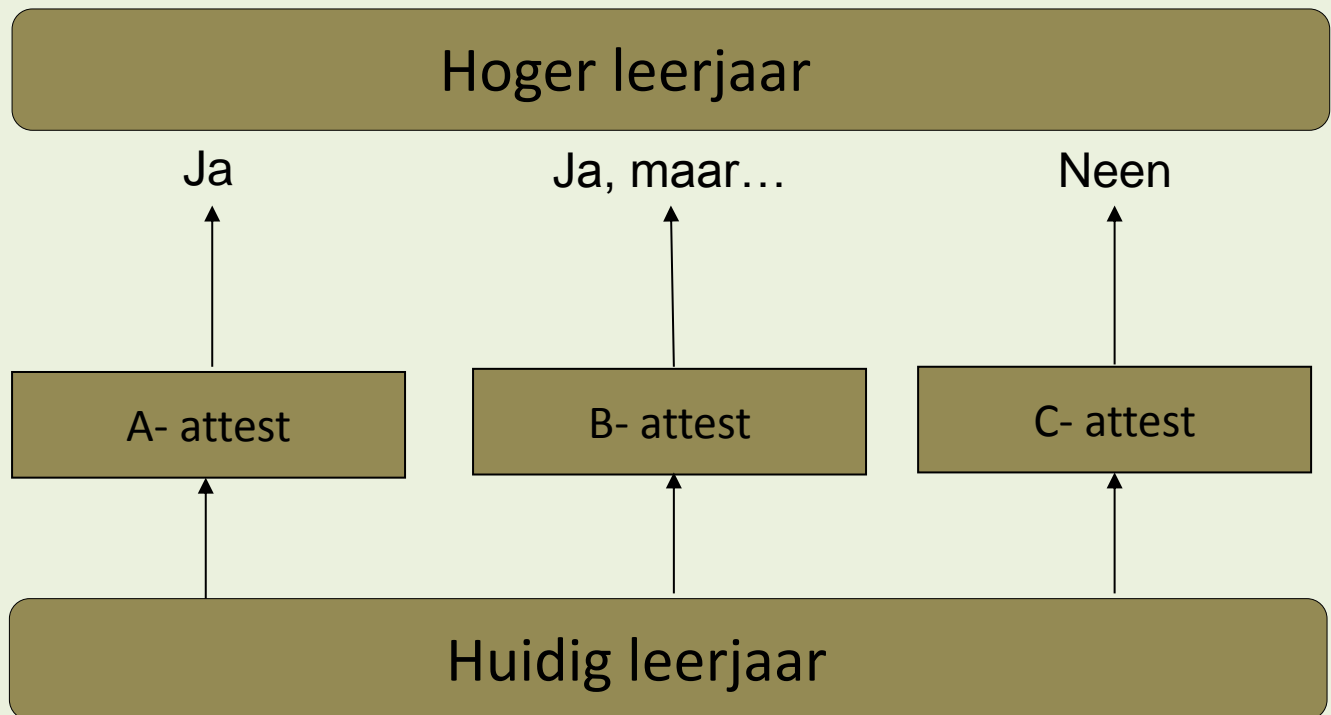 Hoger leerjaar
Ja
Ja, maar…
Neen
A- attest
B- attest
C- attest
Huidig leerjaar